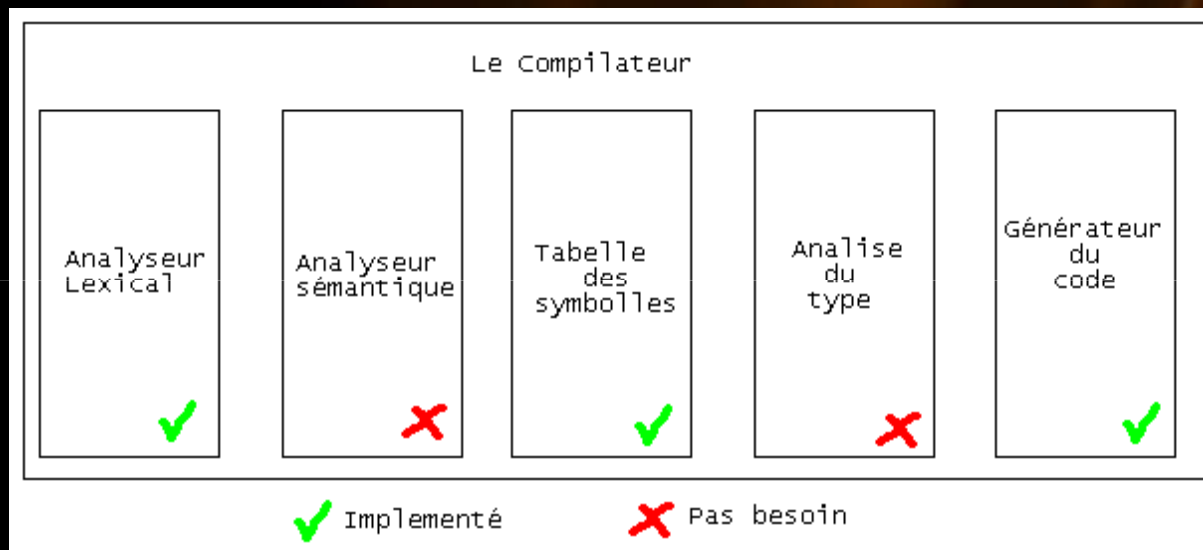 Le Compilateur
Analyseur
Lexical
Analyseur
sémantique
Tabelle
des
symbolles
Analise
du
type
Générateur
du
code
Implementé
Pas besoin